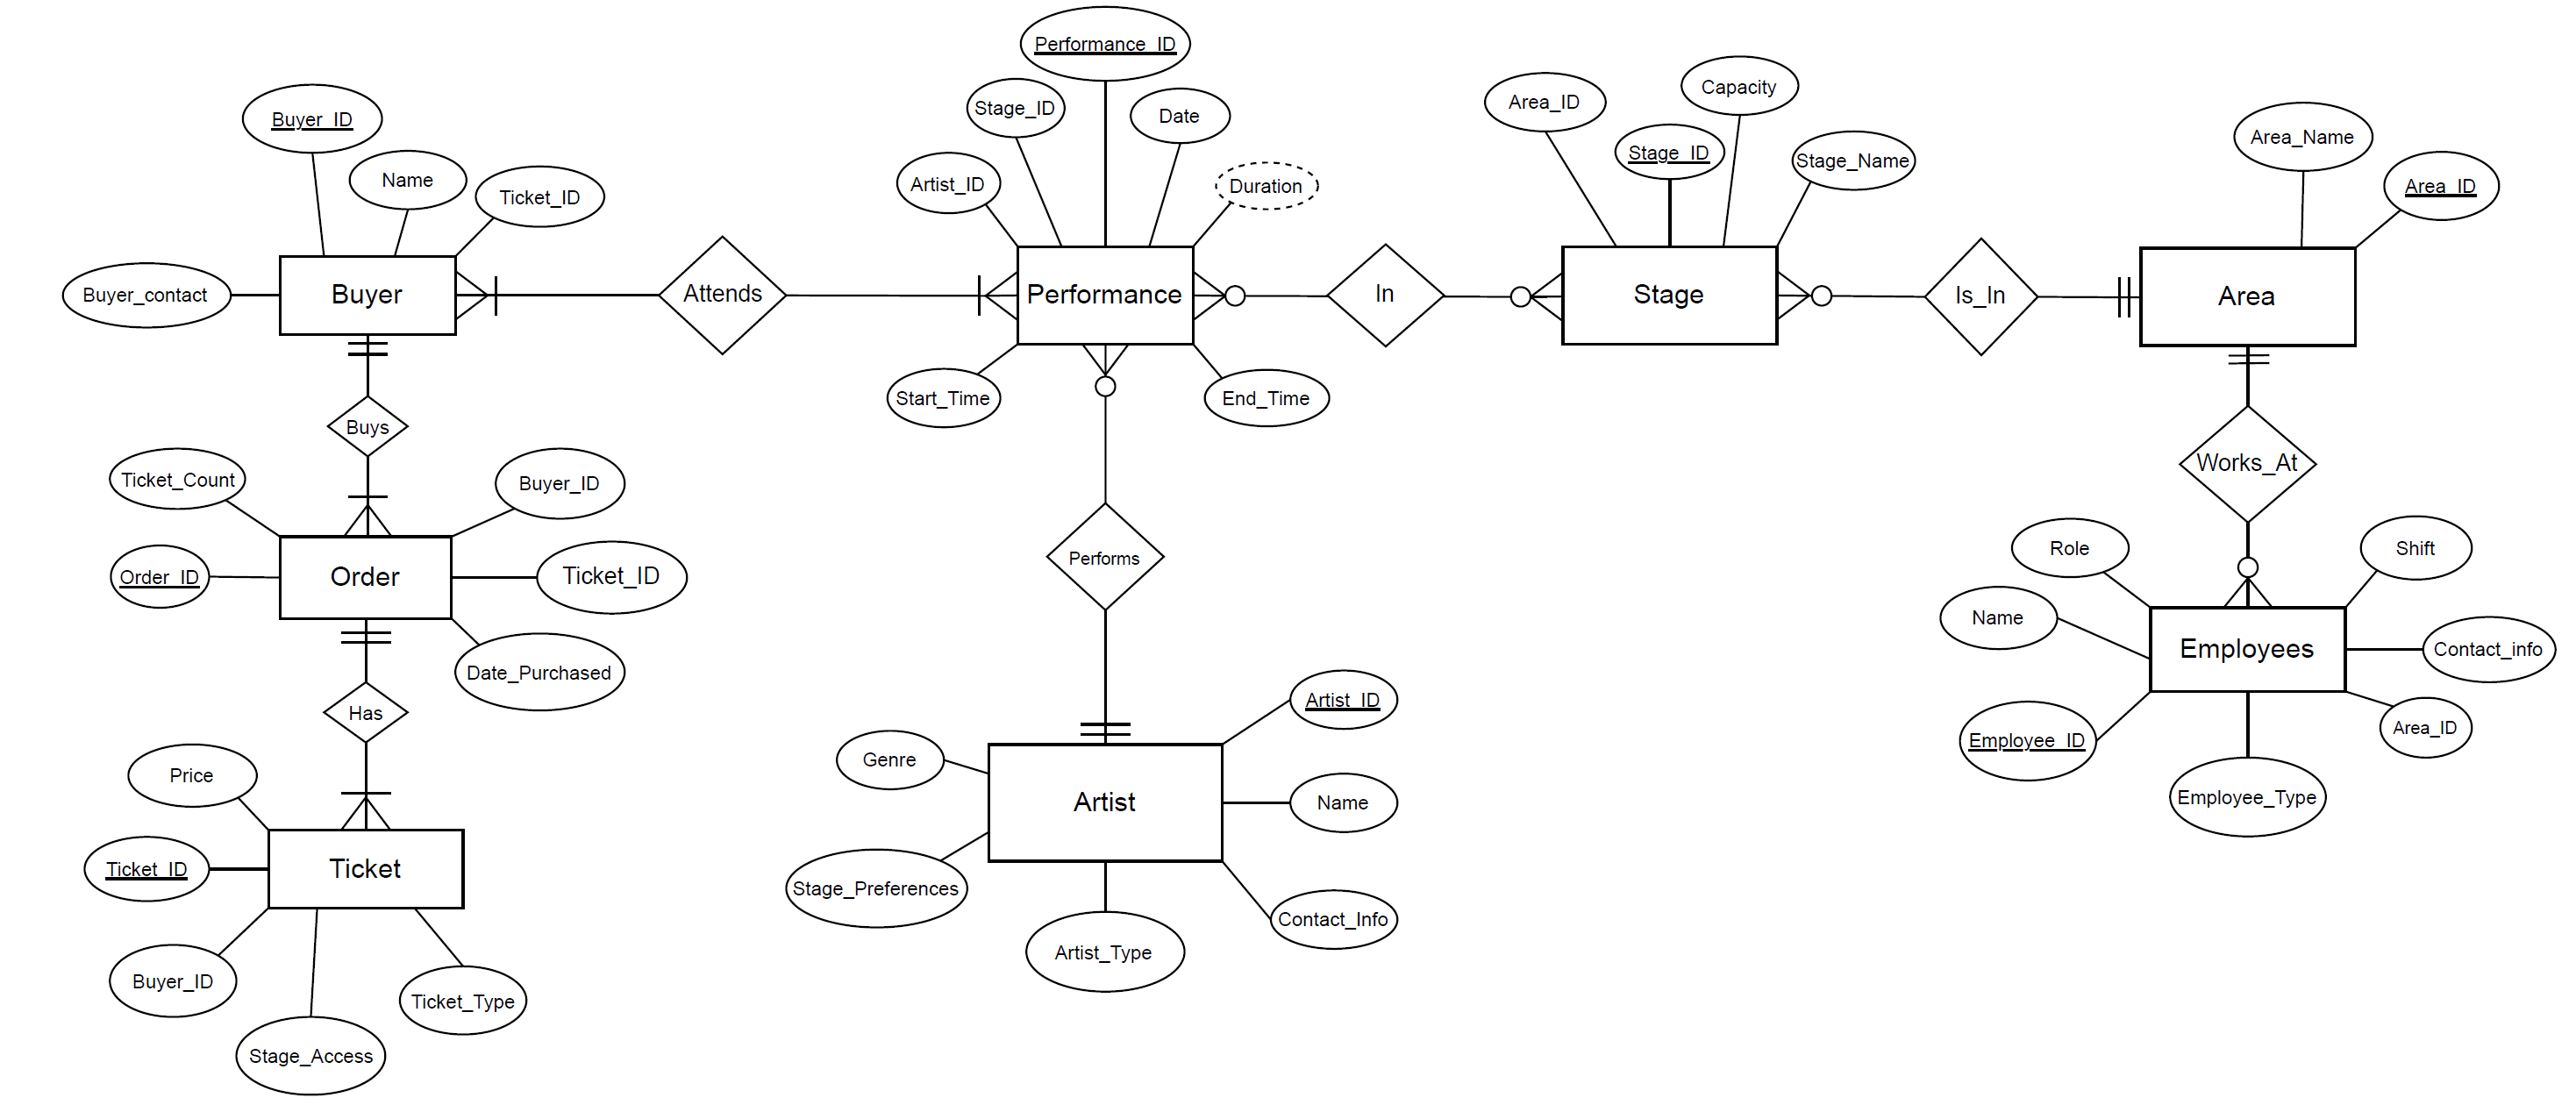 Performance_ID
Stage_ID
Date
Artist_ID
Duration
Buyer_ID
Name
Ticket_ID
Area_ID
Capacity
Stage_ID
Stage_Name
Area_Name
Area_ID
Buyer_contact
Buyer
Attends
Performance
In
Stage
Is_In
Area
Start_Time
End_Time
Buys
Works_At
Ticket_Count
Buyer_ID
Order_ID
Order
Ticket_ID
Date_Purchased
Performs
Role
Shift
Name
Employees
Contact_info
Employee_ID
Area_ID
Employee_Type
Has
Price
Ticket_ID
Ticket
Buyer_ID
Ticket_Type
Stage_Access
Artist_ID
Genre
Artist
Name
Stage_Preferences
Contact_Info
Artist_Type